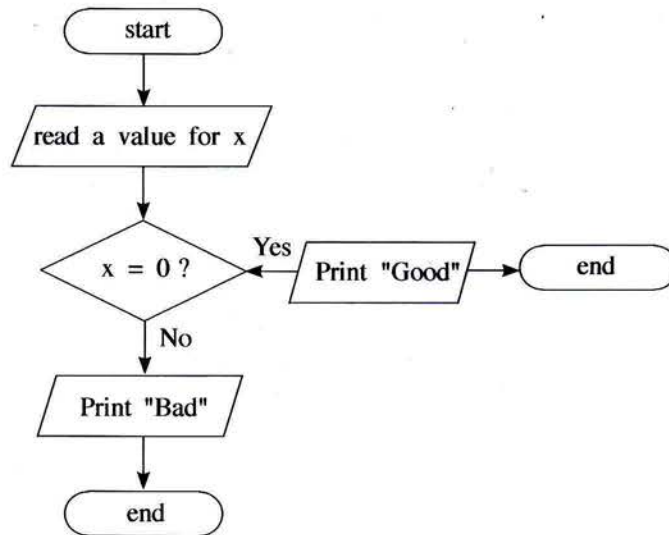 start
read a value for x
x = 0 ?
Yes
Print "Good"
end
No
Print "Bad"
end